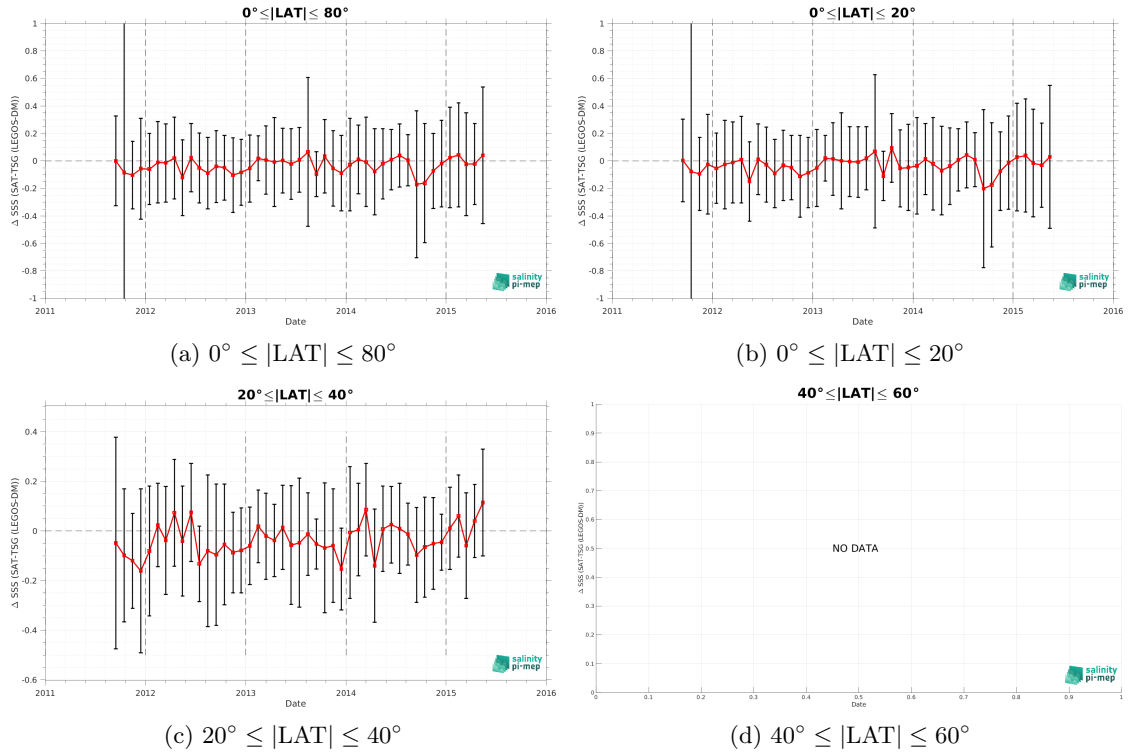 0°≤|LAT|≤ 80°
Δ SSS (SAT-TSG (LEGOS-DM))
1
0.8
0.6
0.4
0.2
0
-0.2
-0.4
-0.6
-0.8
-1
2011 2012 2013 2014 2015 2016
Date
salinity
pi-mep
(a) 0° ≤ |LAT| ≤ 80°
0°≤|LAT|≤ 20°
Δ SSS (SAT-TSG (LEGOS-DM))
1
0.8
0.6
0.4
0.2
0
-0.2
-0.4
-0.6
-0.8
-1
2011 2012 2013 2014 2015 2016
Date
salinity
pi-mep
(b) 0° ≤ |LAT| ≤ 20°
20°≤|LAT|≤ 40°
Δ SSS (SAT-TSG (LEGOS-DM))
0.4
0.2
0
-0.2
-0.4
-0.6
2011 2012 2013 2014 2015 2016
Date
salinity
pi-mep
(c) 20° ≤ |LAT| ≤ 40°
40°≤|LAT|≤ 60°
Δ SSS (SAT-TSG (LEGOS-DM))
1
0.9
0.8
0.7
0.6
0.5
0.4
0.3
0.2
0.1
0
NO DATA
0 0.1 0.2 0.3 0.4 0.5 0.6 0.7 0.8 0.9 1
Date
salinity
pi-mep
(d) 40° ≤ |LAT| ≤ 60°